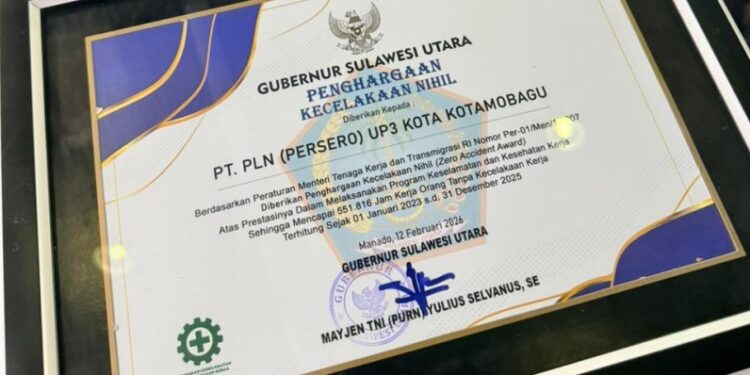 GUBERNUR SULAWESI UTARA
PENGHARGAAN
KECELAKAAN NIHIL
Diberikan Kepada :
PT. PLN (PERSERO) UP3 KOTA KOTAMOBAGU
Berdasarkan Peraturan Menteri Tenaga Kerja dan Transmigrasi RI Nomor Per-01/Men/
Diberikan Penghargaan Kecelakaan Nihil (Zero Accident Award)
Atas Prestasinya Dalam Melaksanakan Program Keselamatan dan Kesehatan Kerja
Sehingga Mencapai 551.816 Jam Kerja Orang Tanpa Kecelakaan Kerja
Terhitung Sejak 01 Januari 2023 s.d. 31 Desember 2025
Manado, 12 Februari 2026
GUBERNUR SULAWESI UTARA
GUBERNUR
MAYJEN TNI (PURN) YULIUS SELVANUS, SE